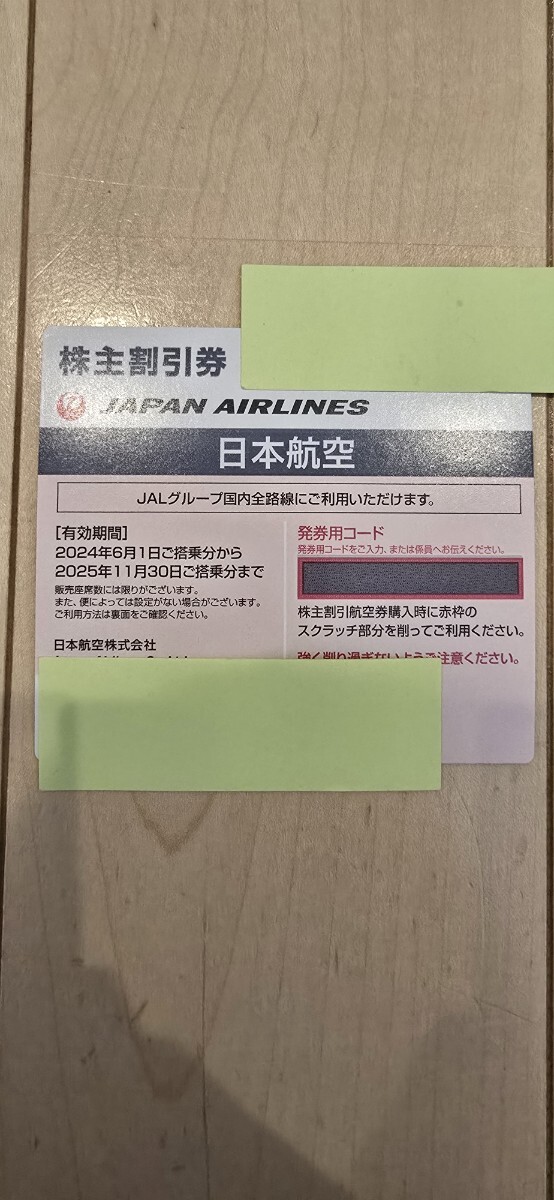 株主割引券
JAPAN AIRLINES
日本航空
JALグループ国内全路線にご利用いただけます。
[有効期間]
2024年6月1日ご搭乗分から
2025年11月30日ご搭乗分まで
販売座席数には限りがございます。
また、便によっては設定がない場合がございます。
ご利用方法は裏面をご確認ください。
日本航空株式会社
発券用コード
発券用コードをご入力、または係員へお伝えください。
株主割引航空券購入時に赤枠の
スクラッチ部分を削ってご利用ください。
強く削り過ぎないようご注意ください。